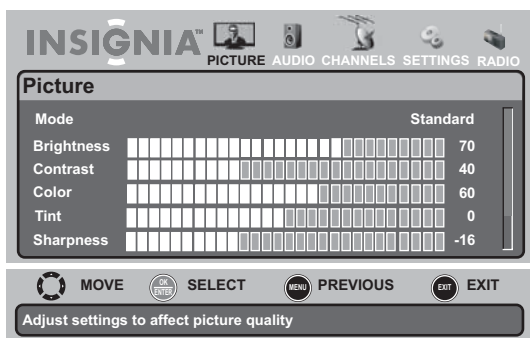 INSIGNIA™
PICTURE AUDIO CHANNELS SETTINGS RADIO
Picture
Mode Standard
Brightness 70
Contrast 40
Color 60
Tint 0
Sharpness -16
MOVE OK ENTER SELECT MENU PREVIOUS EXIT EXIT
Adjust settings to affect picture quality